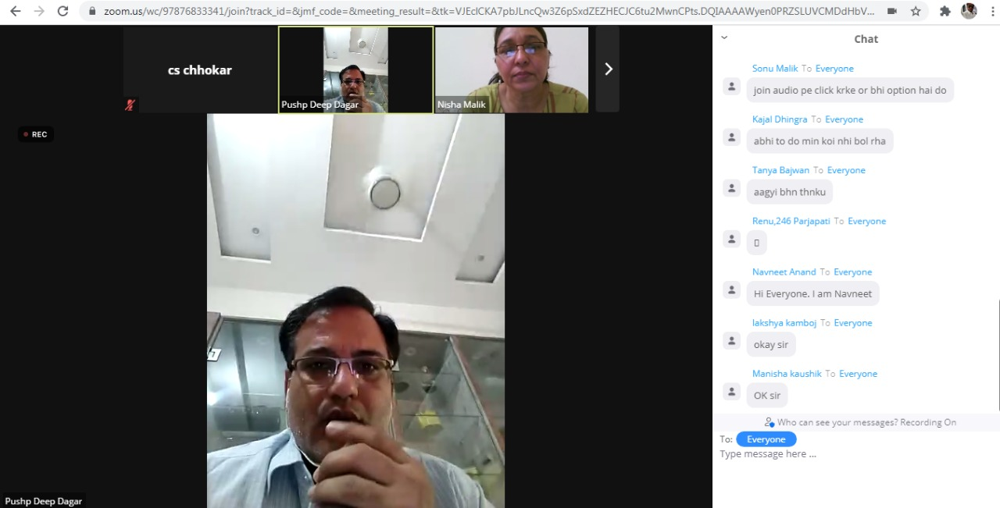 zoom.us/wc/97876833341/join?track_id=&jmf_code=&meeting_result=&tk=VJEclCKA7pbJLncQw3Z6pSxdZEZHECJC6tu2MwnCPts.DQIAAAAWyen0PRZSLUVCMDdHbV...
cs chhokar
Pushp Deep Dagar
Nisha Malik
REC
Pushp Deep Dagar
Chat
Sonu Malik To Everyone
join audio pe click krke or bhi option hai do
Kajal Dhingra To Everyone
abhi to do min koi nhi bol rha
Tanya Bajwan To Everyone
aagyi bhn thnku
Renu,246 Parjapati To Everyone
Navneet Anand To Everyone
Hi Everyone. I am Navneet
lakshya kamboj To Everyone
okay sir
Manisha kaushik To Everyone
OK sir
Who can see your messages? Recording On
To: Everyone
Type message here ...